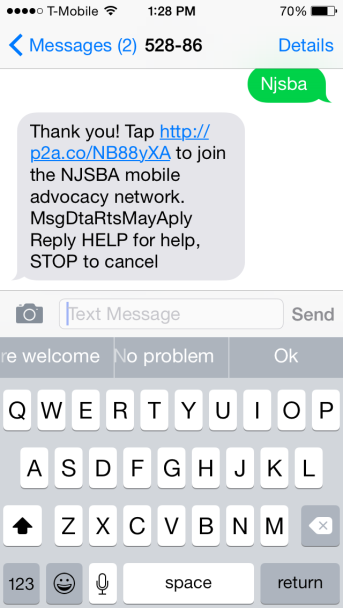 T-Mobile 1:28 PM 70%
Messages (2) 528-86 Details
Njsba
Thank you! Tap http://
p2a.co/NB88yXA to join
the NJSBA mobile
advocacy network.
MsgDtaRtsMayAply
Reply HELP for help,
STOP to cancel
Text Message Send
re welcome No problem Ok
Q W E R T Y U I O P
A S D F G H J K L
Z X C V B N M
123 space return